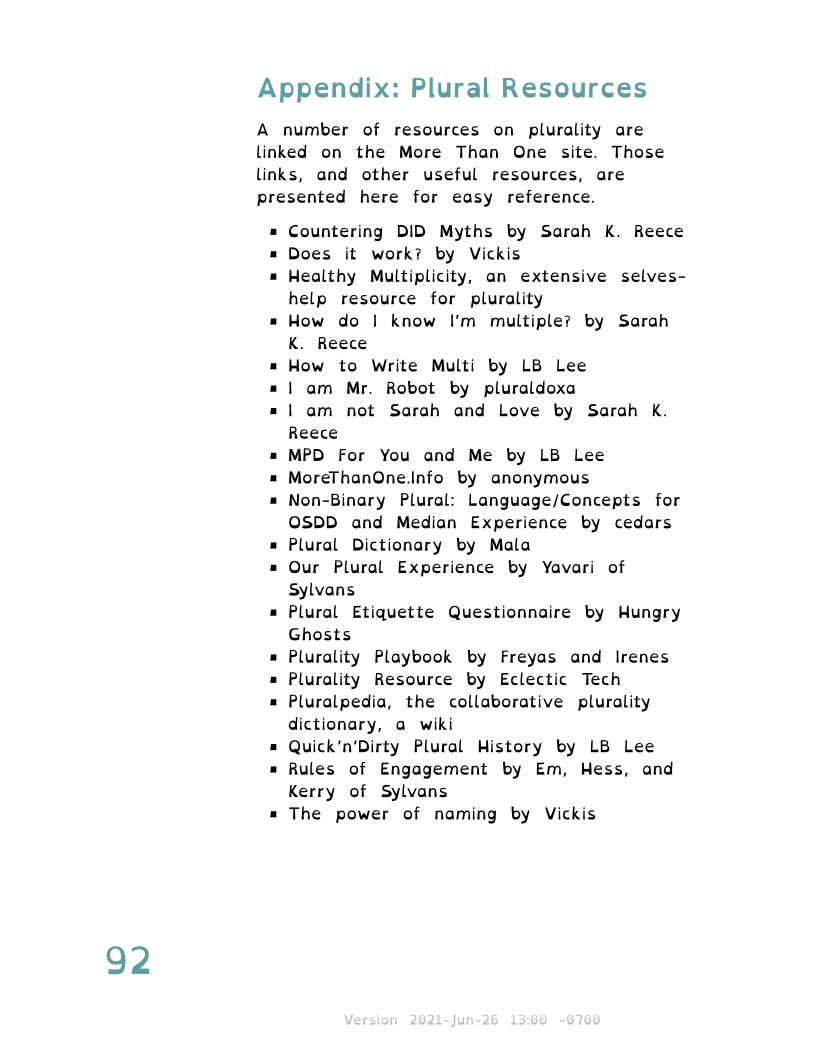 Appendix: Plural Resources
A number of resources on plurality are
linked on the More Than One site. Those
links, and other useful resources, are
presented here for easy reference.
▪ Countering DID Myths by Sarah K. Reece
▪ Does it work? by Vickis
▪ Healthy Multiplicity, an extensive selves-
help resource for plurality
▪ How do I know I'm multiple? by Sarah
K. Reece
▪ How to Write Multi by LB Lee
▪ I am Mr. Robot by pluraldoxa
▪ I am not Sarah and Love by Sarah K.
Reece
▪ MPD For You and Me by LB Lee
▪ MoreThanOne.Info by anonymous
▪ Non-Binary Plural: Language/Concepts for
OSDD and Median Experience by cedars
▪ Plural Dictionary by Mala
▪ Our Plural Experience by Yavari of
Sylvans
▪ Plural Etiquette Questionnaire by Hungry
Ghosts
▪ Plurality Playbook by Freyas and Irenes
▪ Plurality Resource by Eclectic Tech
▪ Pluralpedia, the collaborative plurality
dictionary, a wiki
▪ Quick'n'Dirty Plural History by LB Lee
▪ Rules of Engagement by Em, Hess, and
Kerry of Sylvans
▪ The power of naming by Vickis
92
Version 2021-Jun-26 13:00 -0700